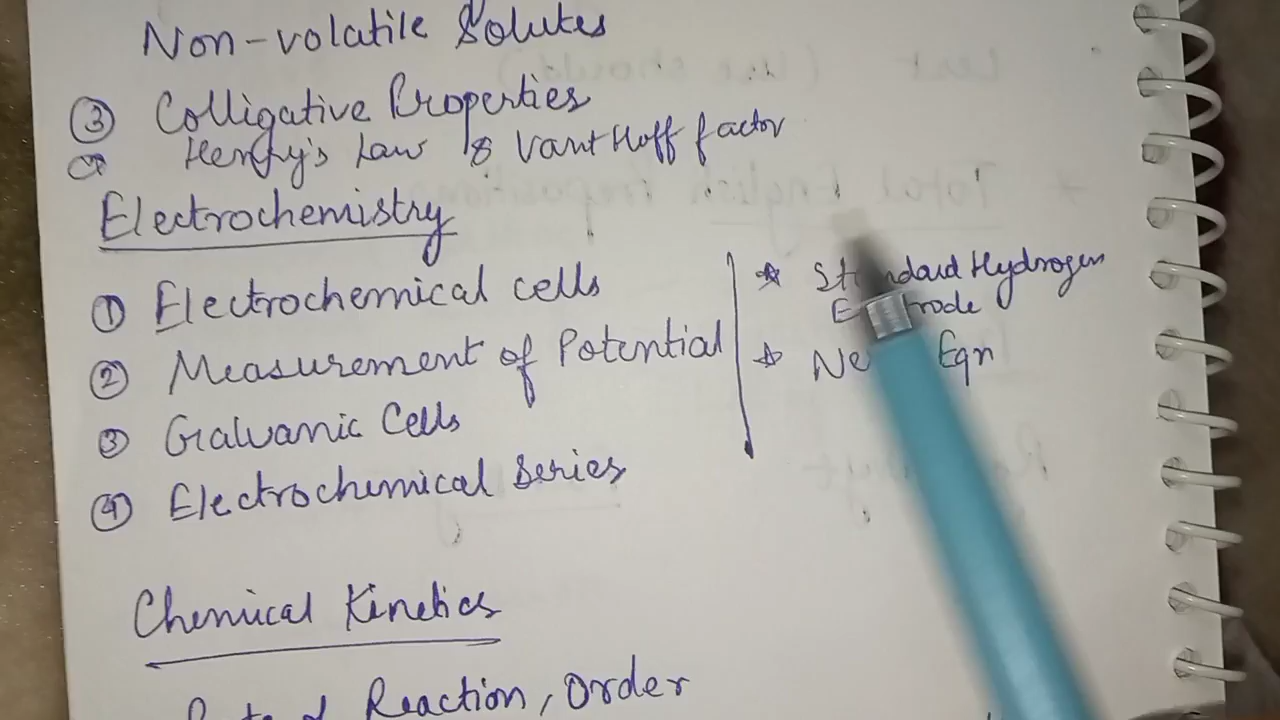 Non-volatile Solutes
③ Colligative Properties
④ Henry's Law & Vant Hoff factor
Electrochemistry
① Electrochemical cells
② Measurement of Potential
③ Galvanic Cells
④ Electrochemical Series
* Standard Hydrogen
* Eqn
Chemical Kinetics
Reaction, Order